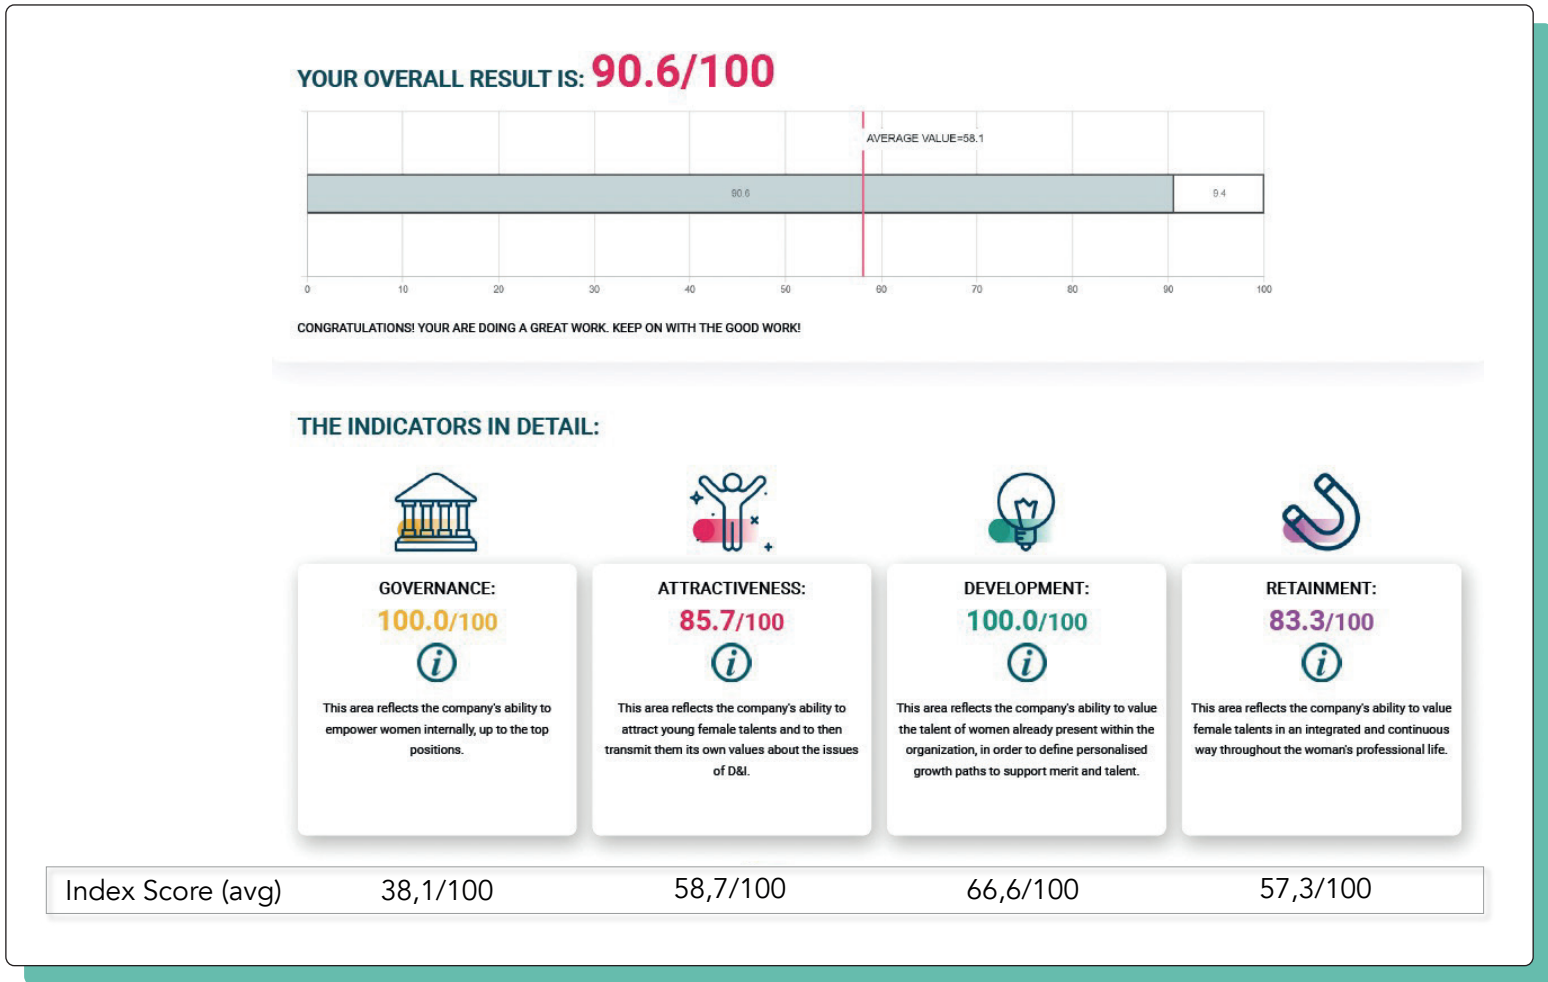 YOUR OVERALL RESULT IS: 90.6/100
AVERAGE VALUE=58.1
90.6
9.4
0 10 20 30 40 50 60 70 80 90 100
CONGRATULATIONS! YOUR ARE DOING A GREAT WORK. KEEP ON WITH THE GOOD WORK!
THE INDICATORS IN DETAIL:
GOVERNANCE:
100.0/100
i
This area reflects the company's ability to
empower women internally, up to the top
positions.
ATTRACTIVENESS:
85.7/100
i
This area reflects the company's ability to
attract young female talents and to then
transmit them its own values about the issues
of D&I.
DEVELOPMENT:
100.0/100
i
This area reflects the company's ability to value
the talent of women already present within the
organization, in order to define personalised
growth paths to support merit and talent.
RETAINMENT:
83.3/100
i
This area reflects the company's ability to value
female talents in an integrated and continuous
way throughout the woman's professional life.
Index Score (avg) 38,1/100 58,7/100 66,6/100 57,3/100